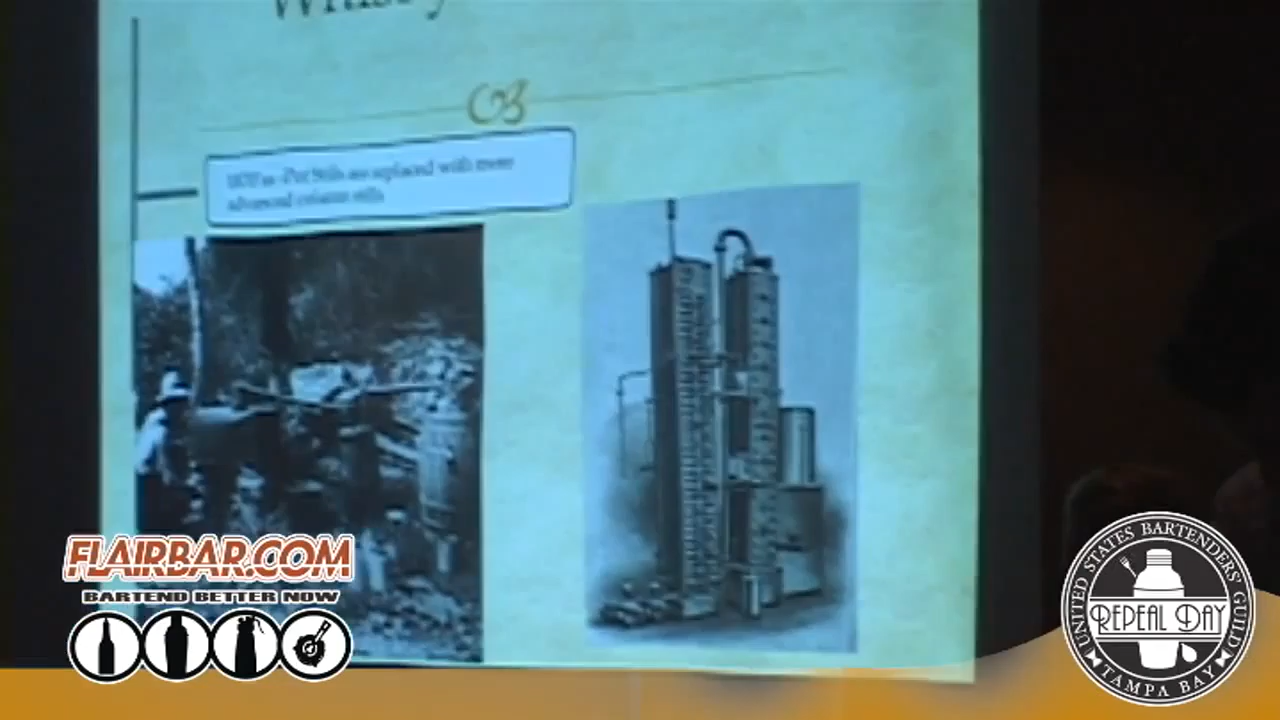 Pot Stills are replaced with more
advanced column stills
FLAIRBAR.COM
BARTEND BETTER NOW
UNITED STATES BARTENDERS' GUILD
REPEAL DAY
TAMPA BAY